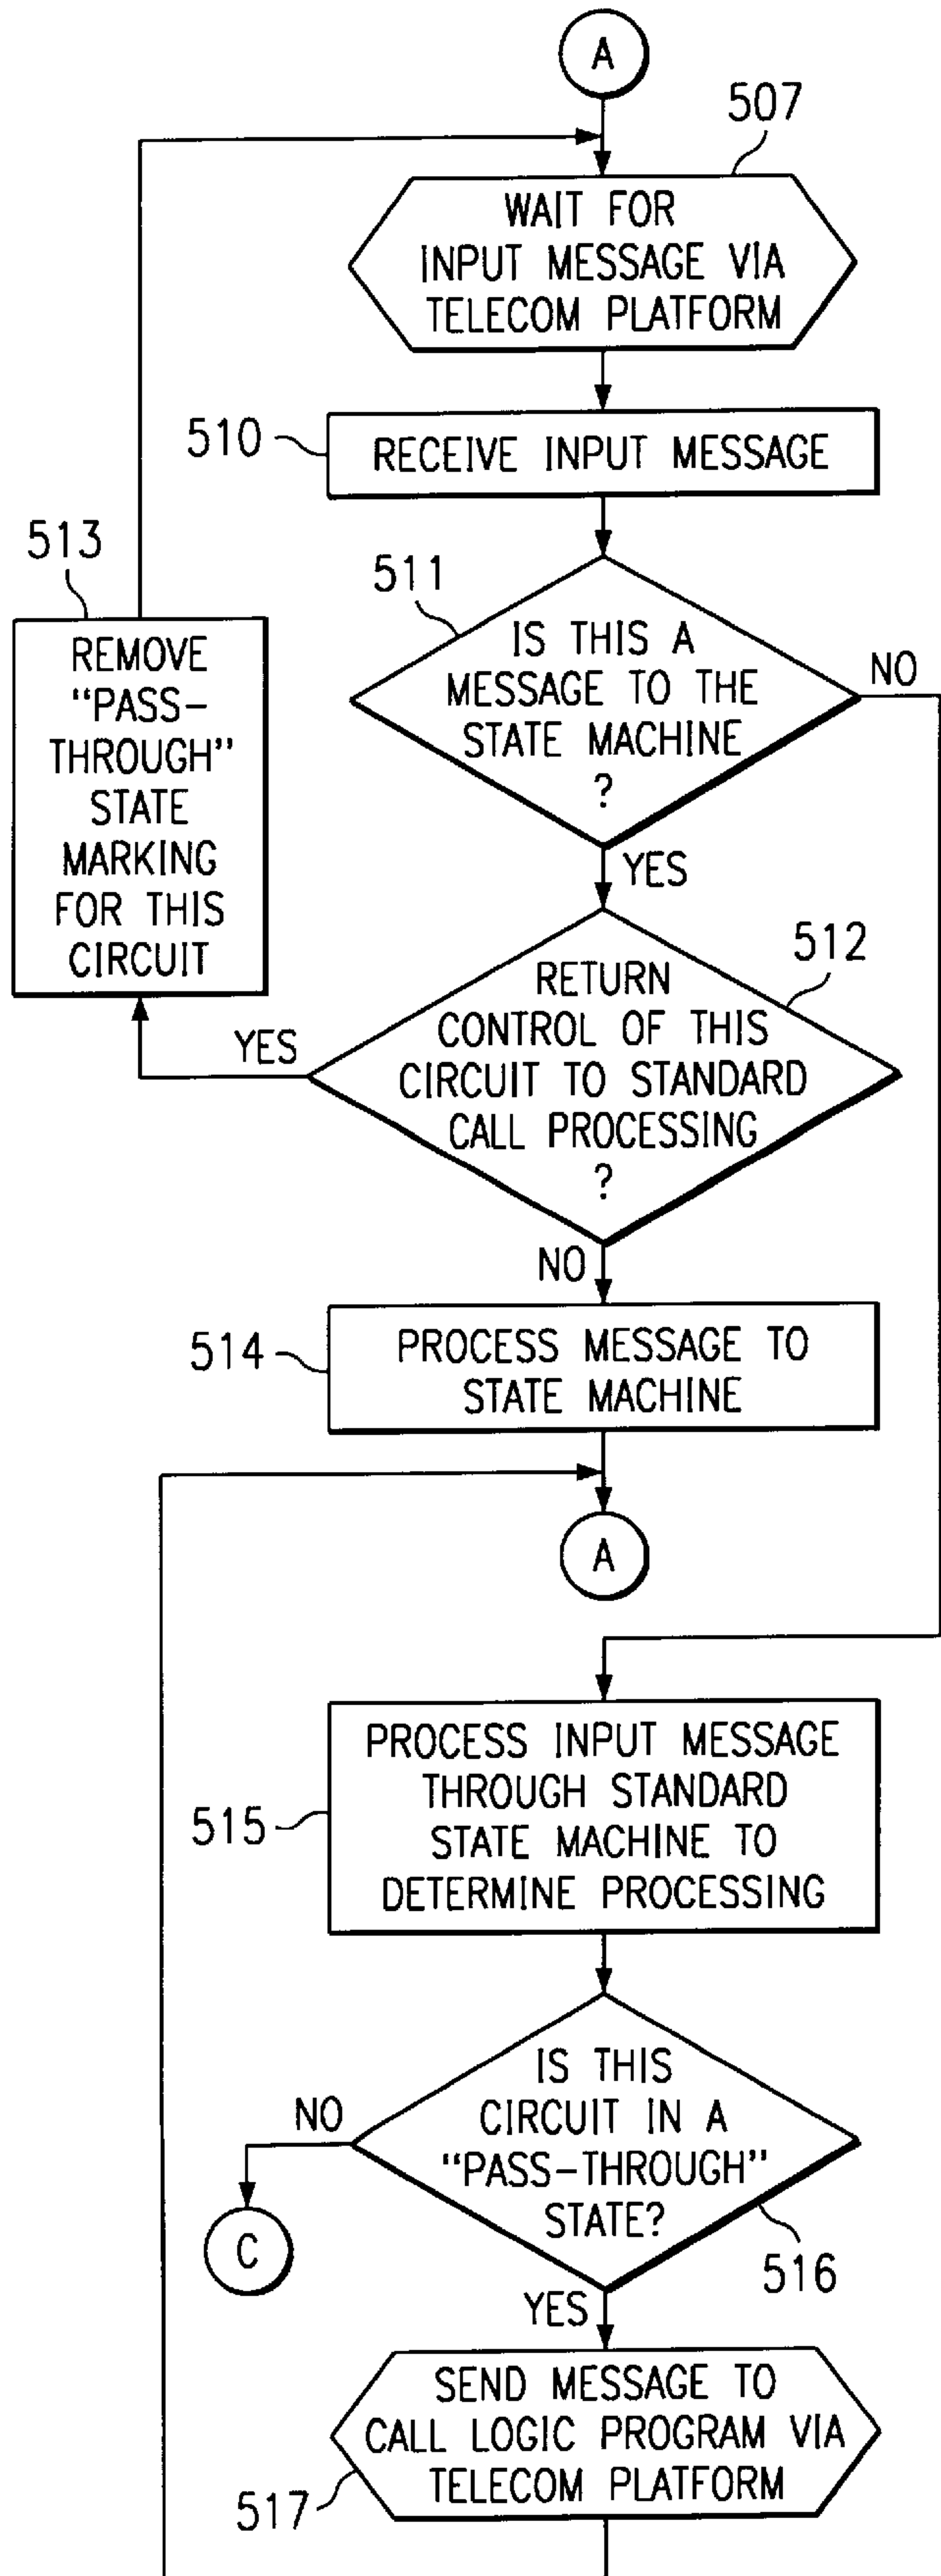 A
507
WAIT FOR
INPUT MESSAGE VIA
TELECOM PLATFORM
510
RECEIVE INPUT MESSAGE
511
IS THIS A
MESSAGE TO THE
STATE MACHINE
?
NO
YES
513
REMOVE
"PASS-
THROUGH"
STATE
MARKING
FOR THIS
CIRCUIT
512
RETURN
CONTROL OF THIS
CIRCUIT TO STANDARD
CALL PROCESSING
?
YES
NO
514
PROCESS MESSAGE TO
STATE MACHINE
A
515
PROCESS INPUT MESSAGE
THROUGH STANDARD
STATE MACHINE TO
DETERMINE PROCESSING
IS THIS
CIRCUIT IN A
"PASS-THROUGH"
STATE?
516
NO
C
YES
SEND MESSAGE TO
CALL LOGIC PROGRAM VIA
TELECOM PLATFORM
517